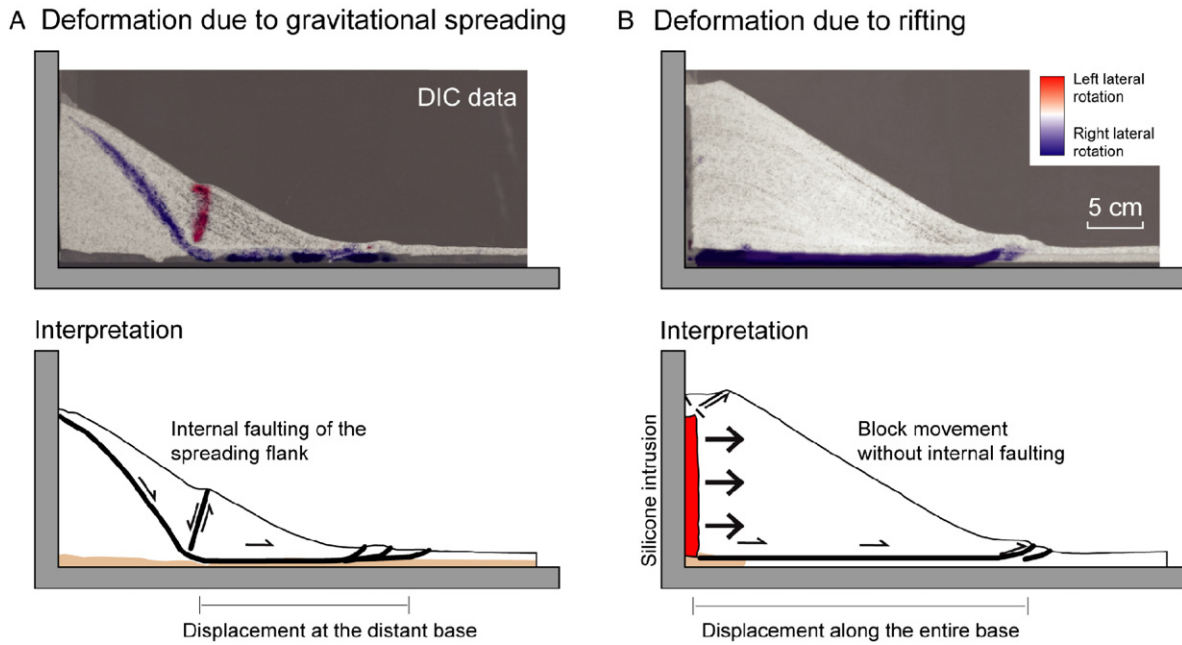 A Deformation due to gravitational spreading
DIC data
Interpretation
Internal faulting of the
spreading flank
Displacement at the distant base
B Deformation due to rifting
Left lateral
rotation
Right lateral
rotation
5 cm
Interpretation
Silicone intrusion
Block movement
without internal faulting
Displacement along the entire base